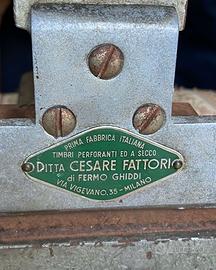 PRIMA FABBRICA ITALIANA
TIMBRI PERFORANTI ED A SECCO
DITTA CESARE FATTORI
di FERMO GHIDDI
VIA VIGEVANO, 35 - MILANO